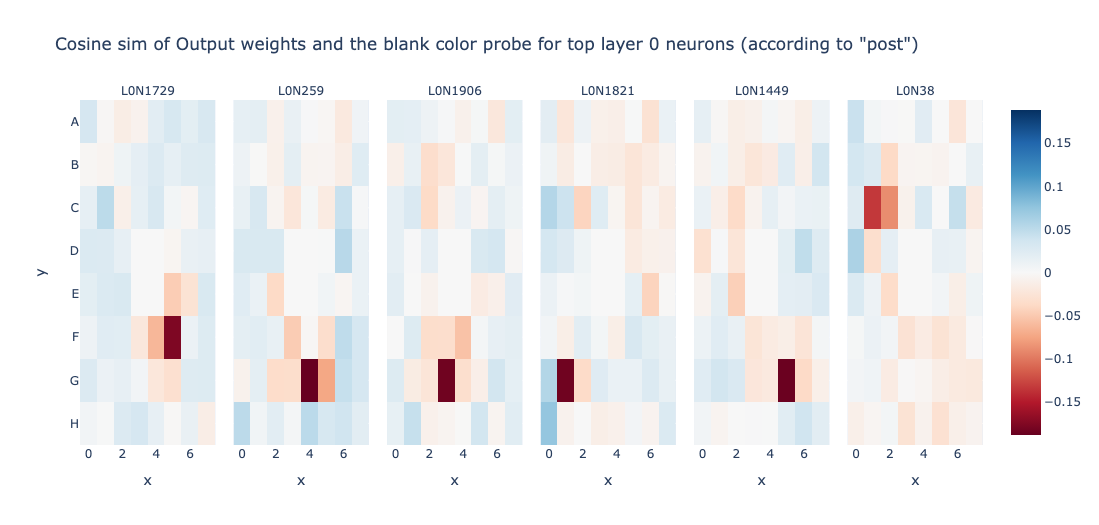 Cosine sim of Output weights and the blank color probe for top layer 0 neurons (according to "post")
L0N1729 L0N259 L0N1906 L0N1821 L0N1449 L0N38
A
B
C
D
E
F
G
H
y
0 2 4 6 0 2 4 6 0 2 4 6 0 2 4 6 0 2 4 6 0 2 4 6
x x x x x x
0.15
0.1
0.05
0
−0.05
−0.1
−0.15